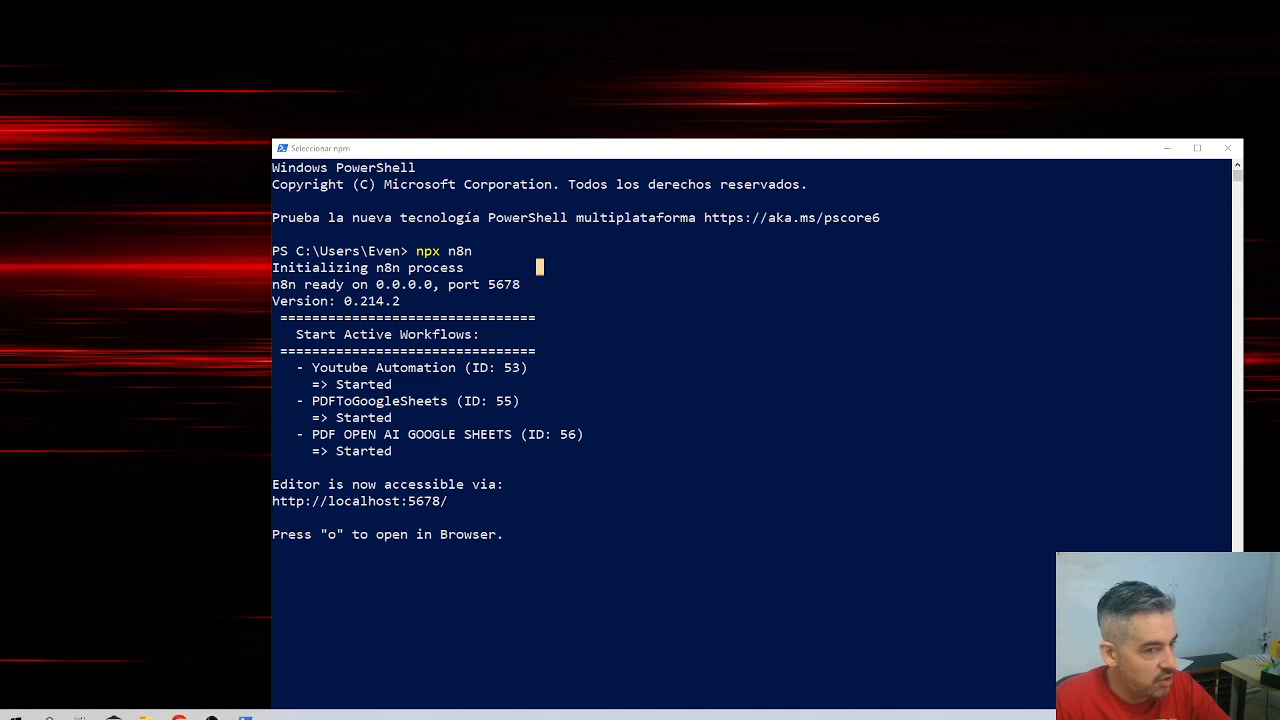 Seleccionar npm
Windows PowerShell
Copyright (C) Microsoft Corporation. Todos los derechos reservados.
Prueba la nueva tecnología PowerShell multiplataforma https://aka.ms/pscore6
PS C:\Users\Even> npx n8n
Initializing n8n process
n8n ready on 0.0.0.0, port 5678
Version: 0.214.2
================================
Start Active Workflows:
================================
- Youtube Automation (ID: 53)
=> Started
- PDFToGoogleSheets (ID: 55)
=> Started
- PDF OPEN AI GOOGLE SHEETS (ID: 56)
=> Started
Editor is now accessible via:
http://localhost:5678/
Press "o" to open in Browser.